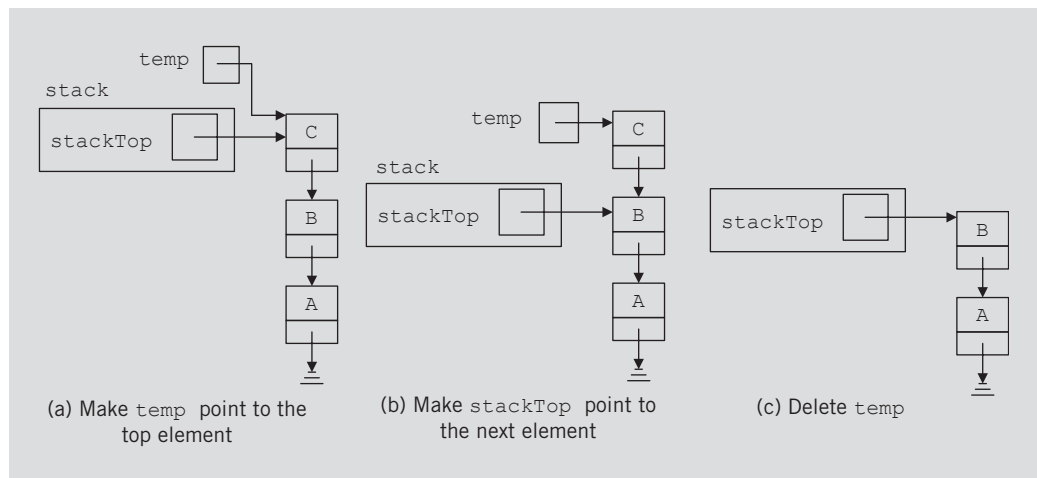 temp
stack
stackTop
C
B
A
(a) Make temp point to the
top element
temp
stack
stackTop
C
B
A
(b) Make stackTop point to
the next element
stackTop
B
A
(c) Delete temp